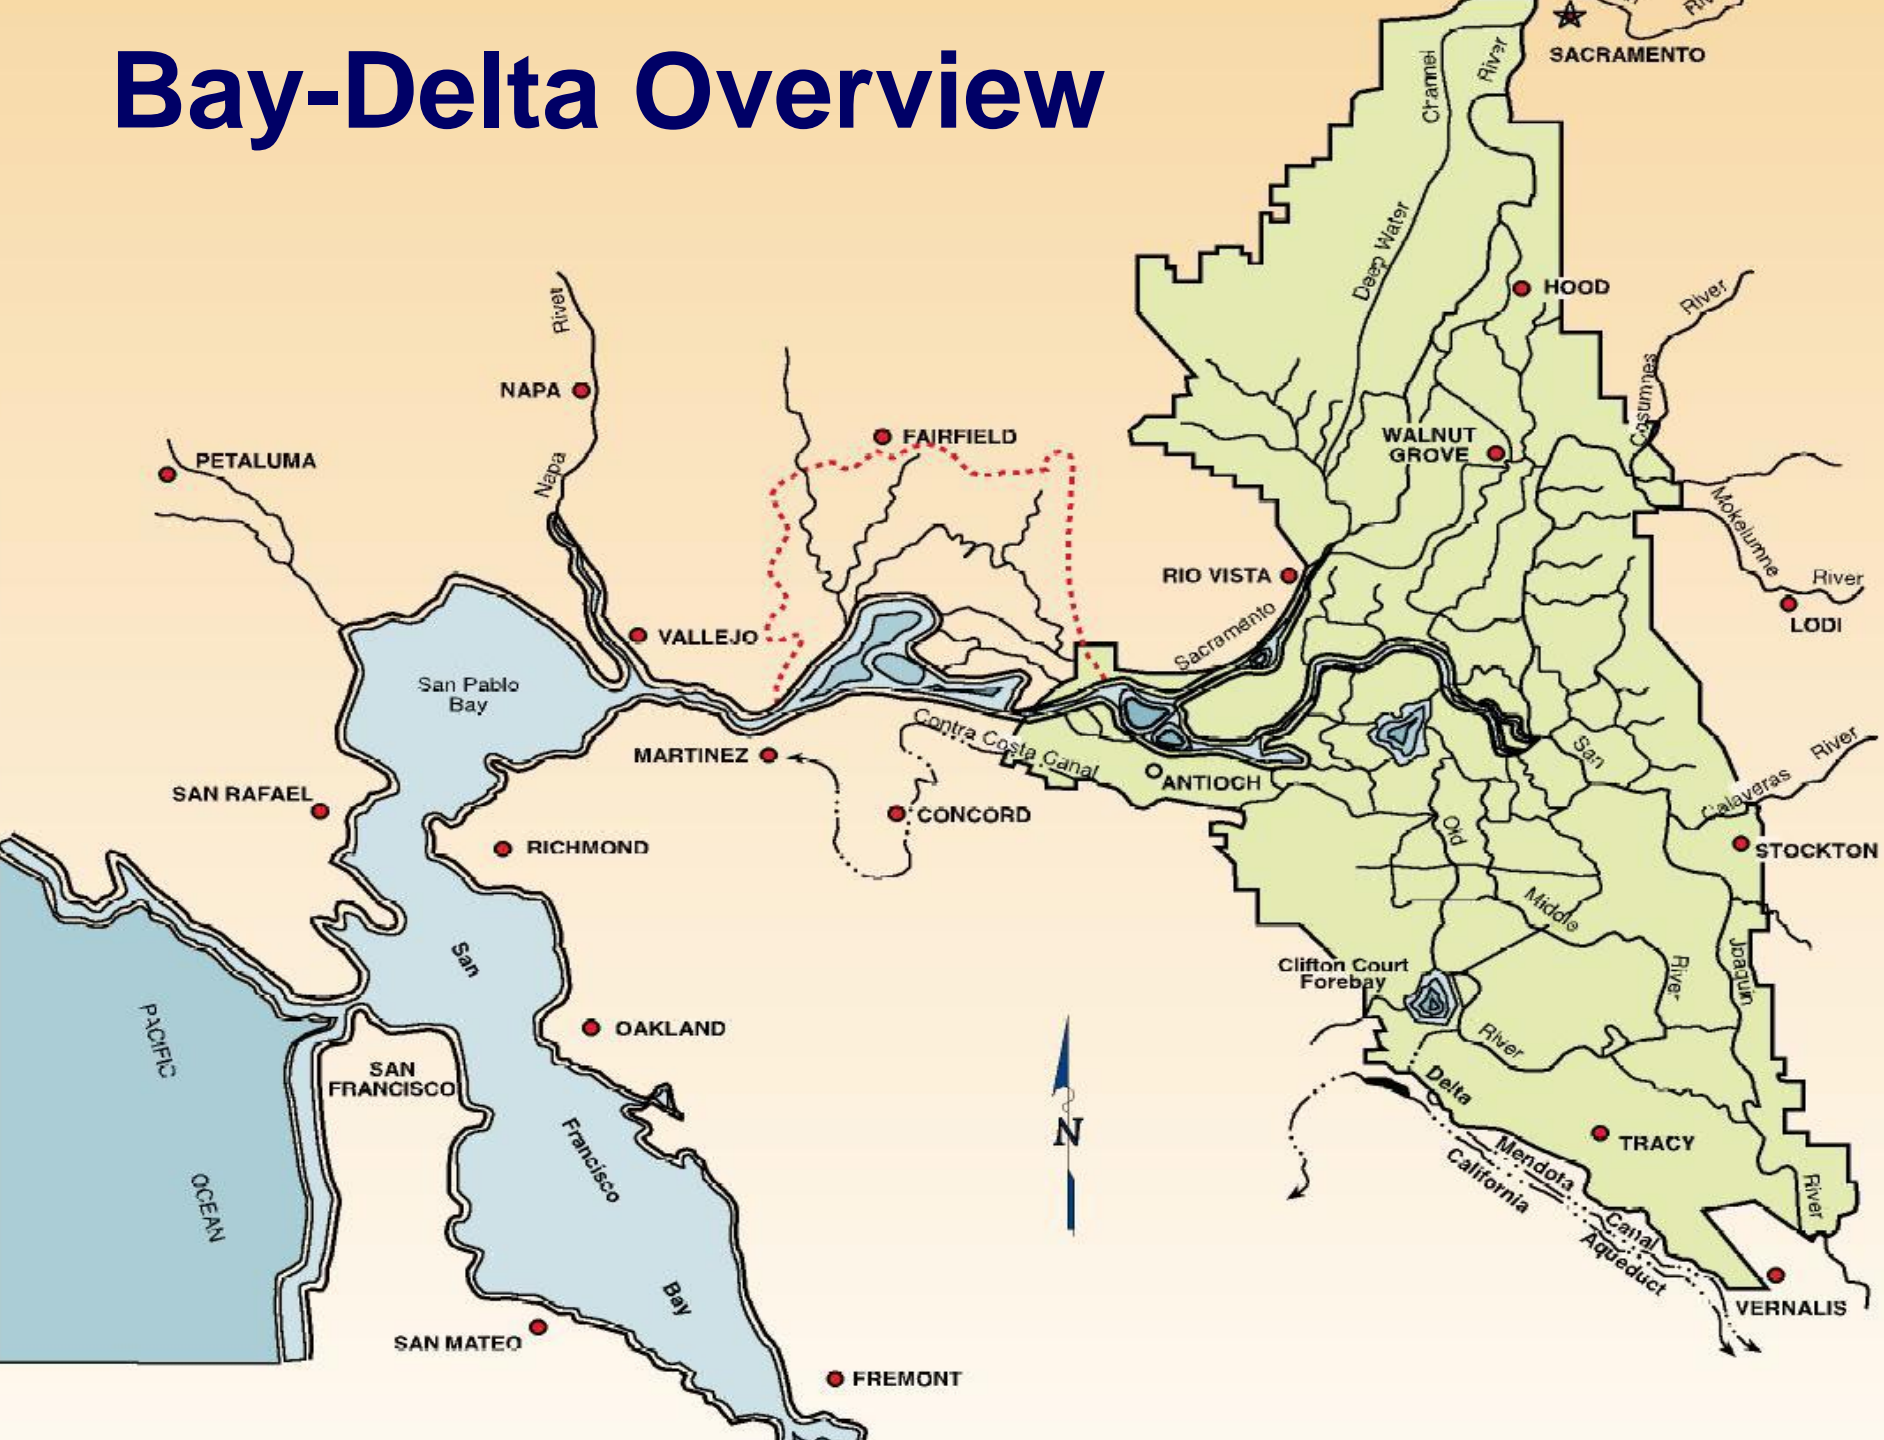 Bay-Delta Overview
SACRAMENTO
Channel
River
Deep Water
HOOD
River
River
NAPA
FAIRFIELD
WALNUT
GROVE
Cosumnes
PETALUMA
Napa
Mokelumne
RIO VISTA
River
LODI
VALLEJO
Sacramento
San Pablo
Bay
Contra Costa Canal
San
River
MARTINEZ
ANTIOCH
Calaveras
SAN RAFAEL
CONCORD
Old
RICHMOND
STOCKTON
Middle
San
Clifton Court
Forebay
River
Joaquin
PACIFIC
OAKLAND
River
SAN
FRANCISCO
Delta
N
TRACY
Francisco
Mendota
California
OCEAN
River
Canal
Aqueduct
Bay
VERNALIS
SAN MATEO
FREMONT